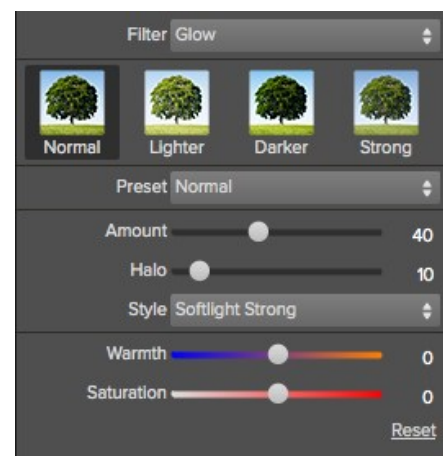 Filter Glow
Normal Lighter Darker Strong
Preset Normal
Amount 40
Halo 10
Style Softlight Strong
Warmth 0
Saturation 0
Reset